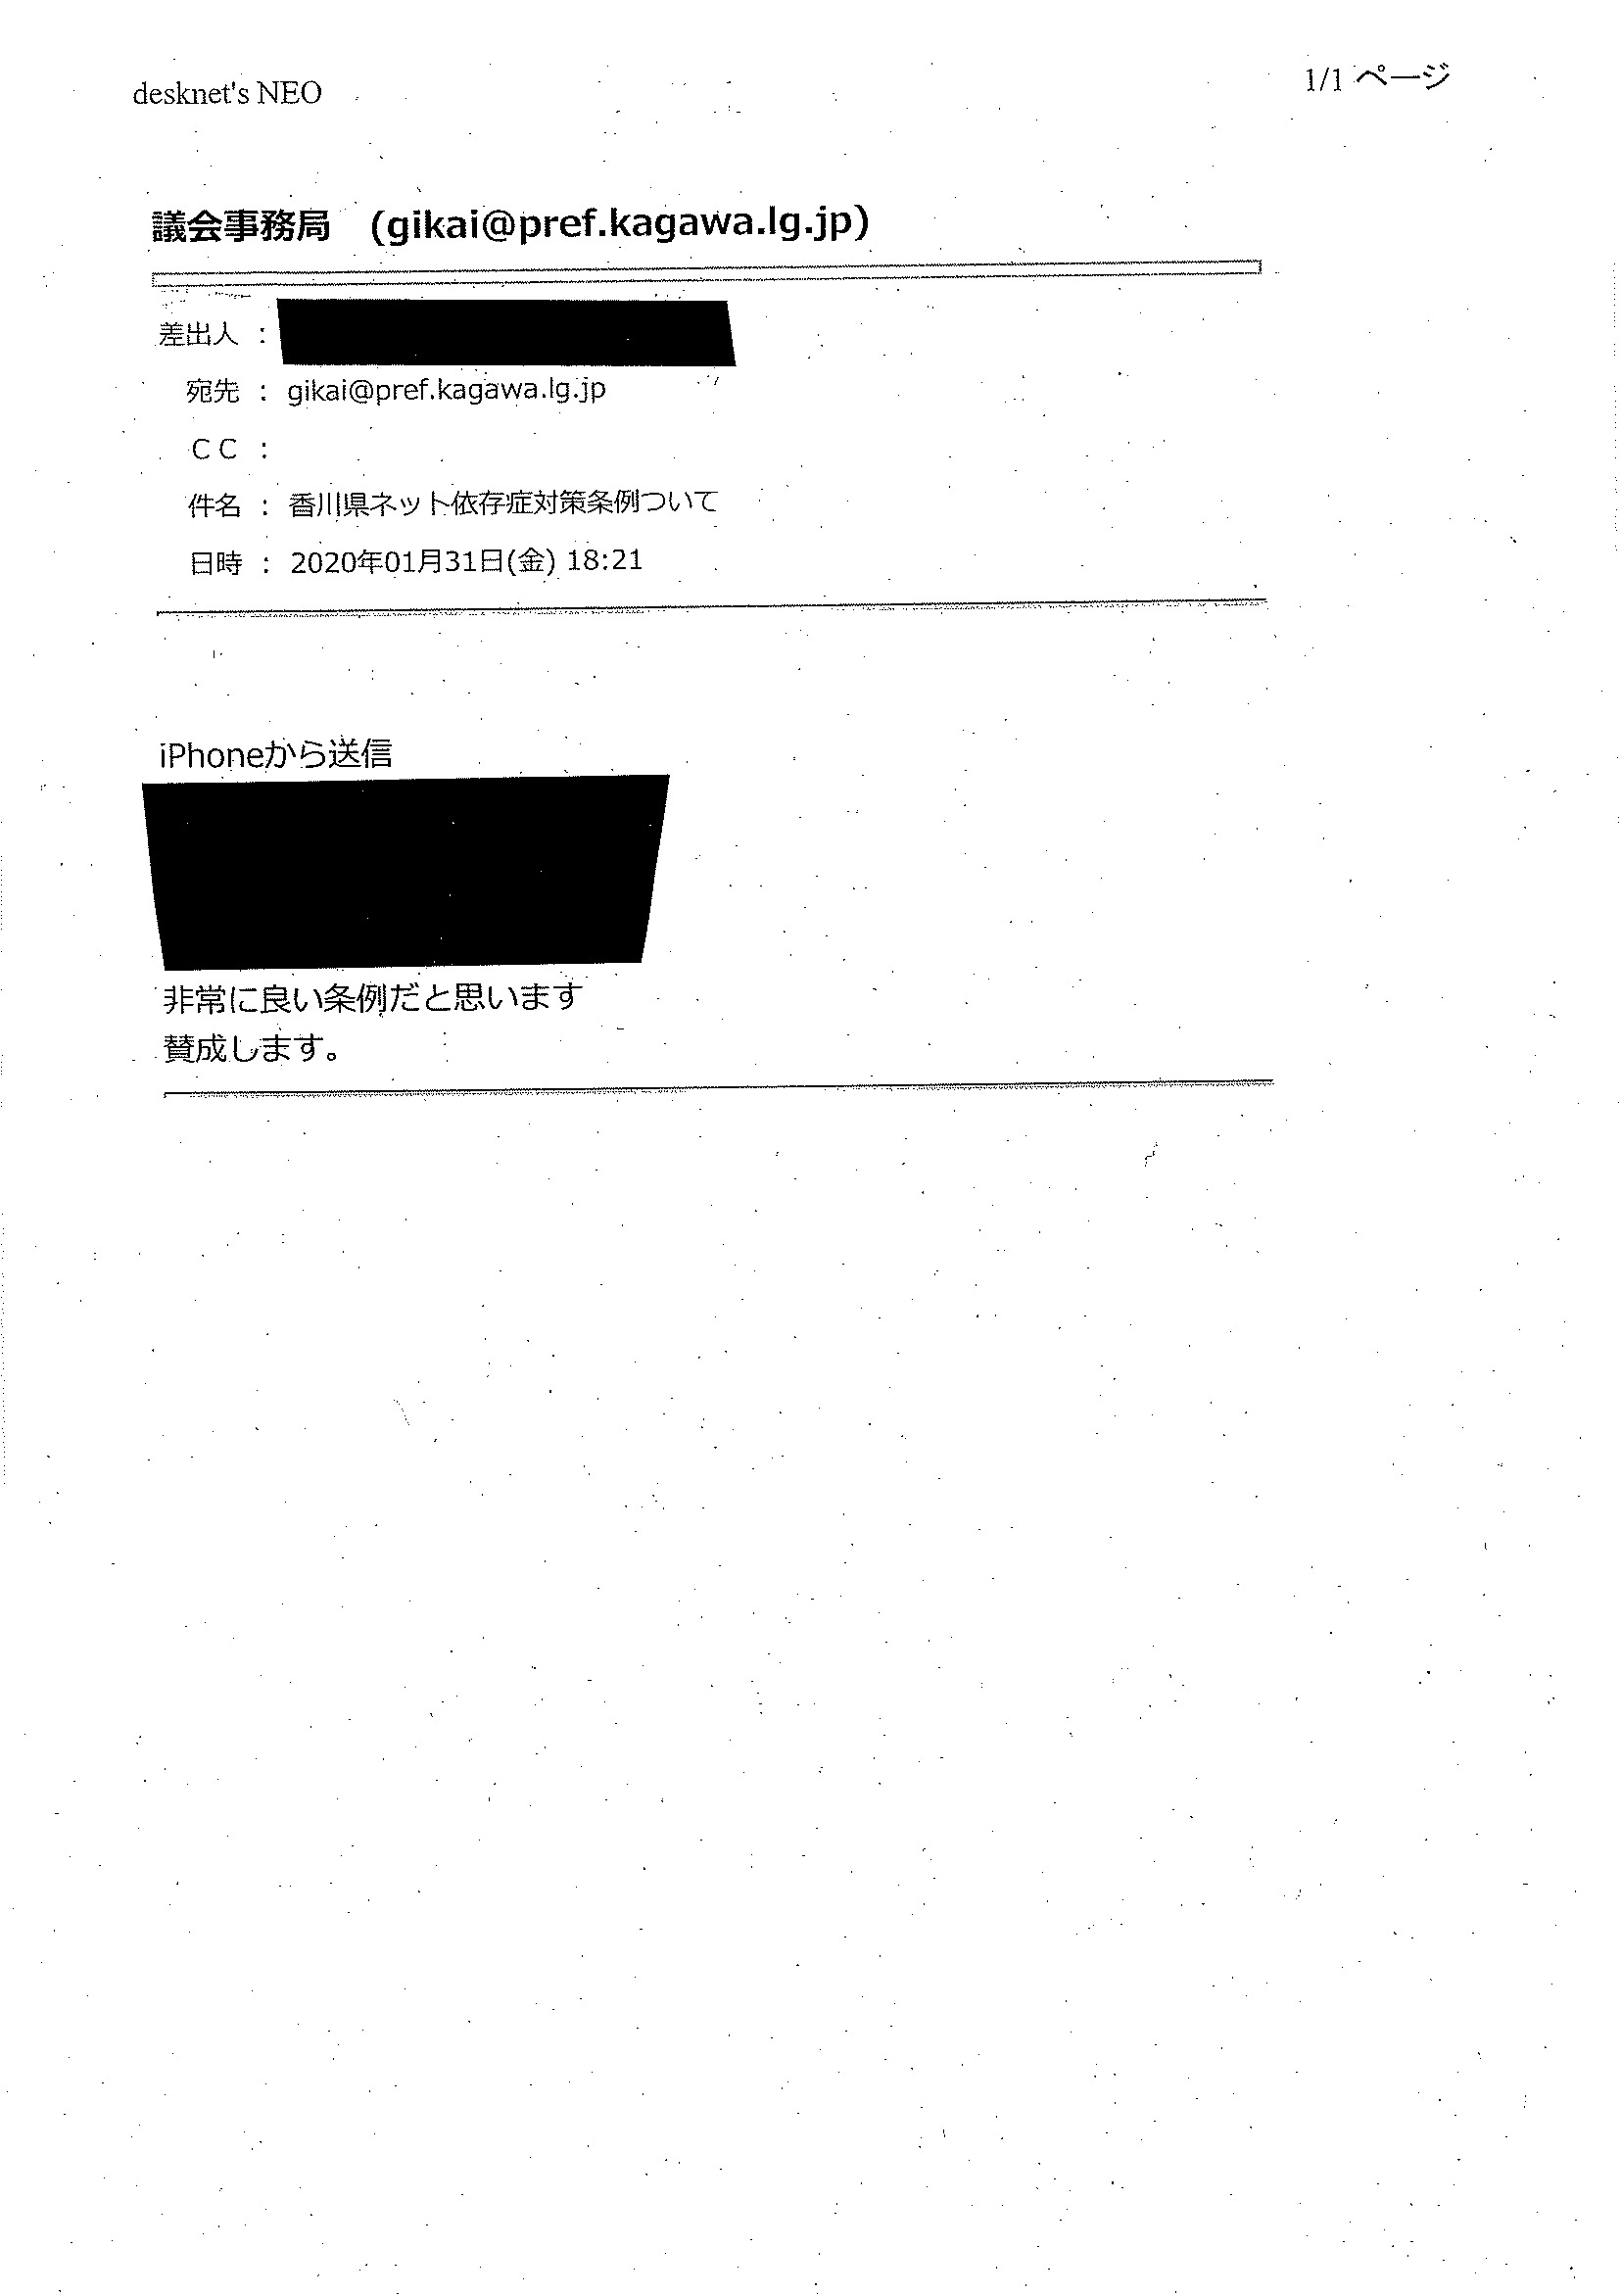 desknet's NEO
1/1 ページ
議会事務局 (gikai@pref.kagawa.lg.jp)
差出人 :
宛先 : gikai@pref.kagawa.lg.jp
ＣＣ :
件名 : 香川県ネット依存症対策条例ついて
日時 : 2020年01月31日(金) 18:21
iPhoneから送信
非常に良い条例だと思います
賛成します。